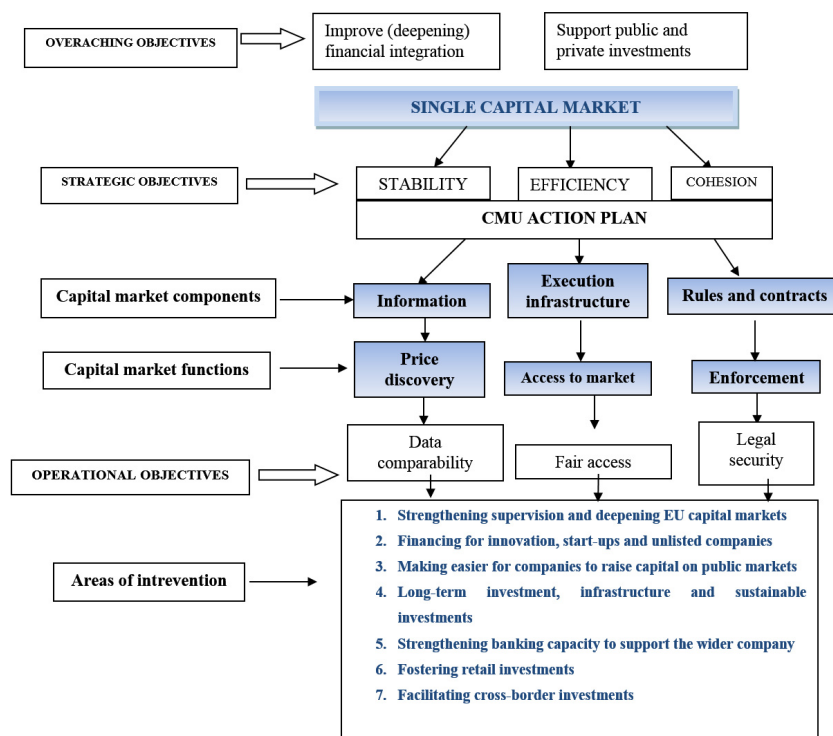 OVERACHING OBJECTIVES
Improve (deepening)
financial integration
Support public and
private investments
SINGLE CAPITAL MARKET
STRATEGIC OBJECTIVES
STABILITY
EFFICIENCY
COHESION
CMU ACTION PLAN
Capital market components
Information
Execution
infrastructure
Rules and contracts
Capital market functions
Price
discovery
Access to market
Enforcement
OPERATIONAL OBJECTIVES
Data
comparability
Fair access
Legal
security
Areas of intrevention
1. Strengthening supervision and deepening EU capital markets
2. Financing for innovation, start-ups and unlisted companies
3. Making easier for companies to raise capital on public markets
4. Long-term investment, infrastructure and sustainable
investments
5. Strengthening banking capacity to support the wider company
6. Fostering retail investments
7. Facilitating cross-border investments